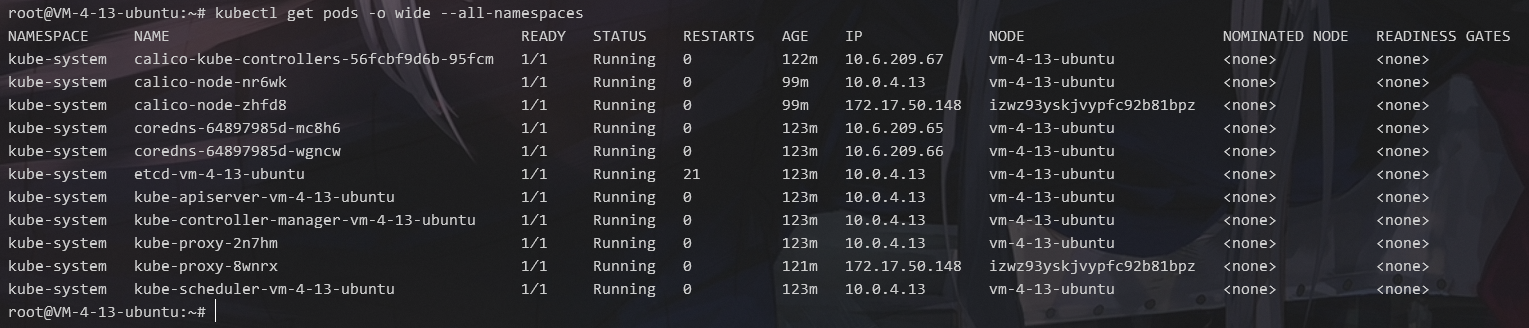 root@VM-4-13-ubuntu:~# kubectl get pods -o wide --all-namespaces
NAMESPACE     NAME                                       READY   STATUS    RESTARTS   AGE    IP              NODE                      NOMINATED NODE   READINESS GATES
kube-system   calico-kube-controllers-56fcbf9d6b-95fcm   1/1     Running   0          122m   10.6.209.67     vm-4-13-ubuntu            <none>           <none>
kube-system   calico-node-nr6wk                          1/1     Running   0          99m    10.0.4.13       vm-4-13-ubuntu            <none>           <none>
kube-system   calico-node-zhfd8                          1/1     Running   0          99m    172.17.50.148   izwz93yskjvypfc92b81bpz   <none>           <none>
kube-system   coredns-64897985d-mc8h6                    1/1     Running   0          123m   10.6.209.65     vm-4-13-ubuntu            <none>           <none>
kube-system   coredns-64897985d-wgncw                    1/1     Running   0          123m   10.6.209.66     vm-4-13-ubuntu            <none>           <none>
kube-system   etcd-vm-4-13-ubuntu                        1/1     Running   21         123m   10.0.4.13       vm-4-13-ubuntu            <none>           <none>
kube-system   kube-apiserver-vm-4-13-ubuntu              1/1     Running   0          123m   10.0.4.13       vm-4-13-ubuntu            <none>           <none>
kube-system   kube-controller-manager-vm-4-13-ubuntu     1/1     Running   0          123m   10.0.4.13       vm-4-13-ubuntu            <none>           <none>
kube-system   kube-proxy-2n7hm                           1/1     Running   0          123m   10.0.4.13       vm-4-13-ubuntu            <none>           <none>
kube-system   kube-proxy-8wnrx                           1/1     Running   0          121m   172.17.50.148   izwz93yskjvypfc92b81bpz   <none>           <none>
kube-system   kube-scheduler-vm-4-13-ubuntu              1/1     Running   0          123m   10.0.4.13       vm-4-13-ubuntu            <none>           <none>
root@VM-4-13-ubuntu:~#